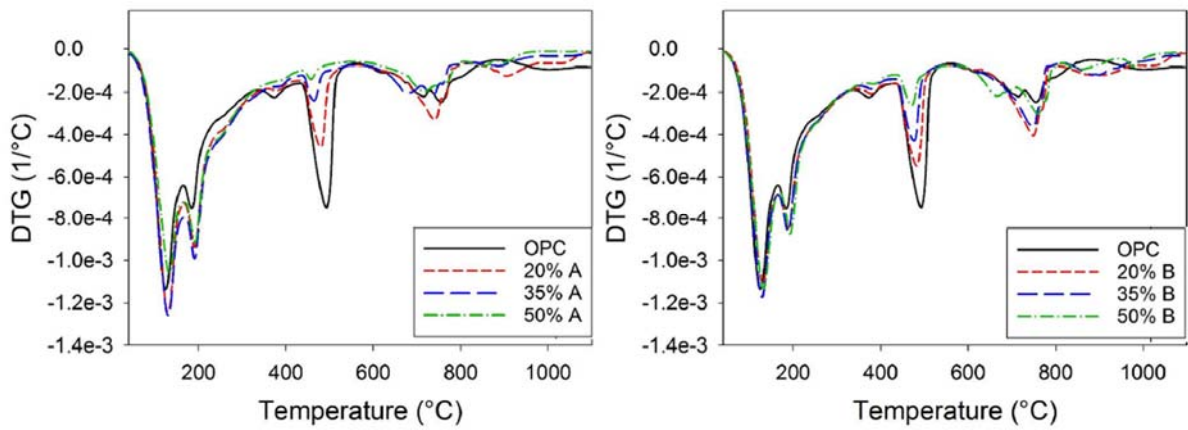 0.0
-2.0e-4
-4.0e-4
-6.0e-4
-8.0e-4
-1.0e-3
-1.2e-3
-1.4e-3
DTG (1/°C)
200 400 600 800 1000
Temperature (°C)
OPC
20% A
35% A
50% A
0.0
-2.0e-4
-4.0e-4
-6.0e-4
-8.0e-4
-1.0e-3
-1.2e-3
-1.4e-3
DTG (1/°C)
200 400 600 800 1000
Temperature (°C)
OPC
20% B
35% B
50% B